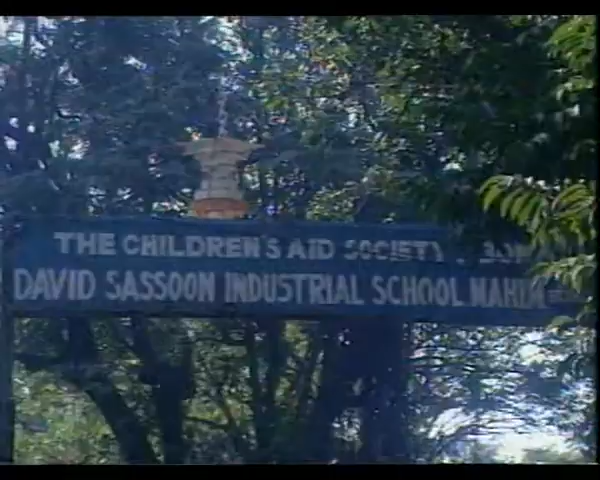 THE CHILDREN'S AID SOCIETY
DAVID SASSOON INDUSTRIAL SCHOOL MAHIM